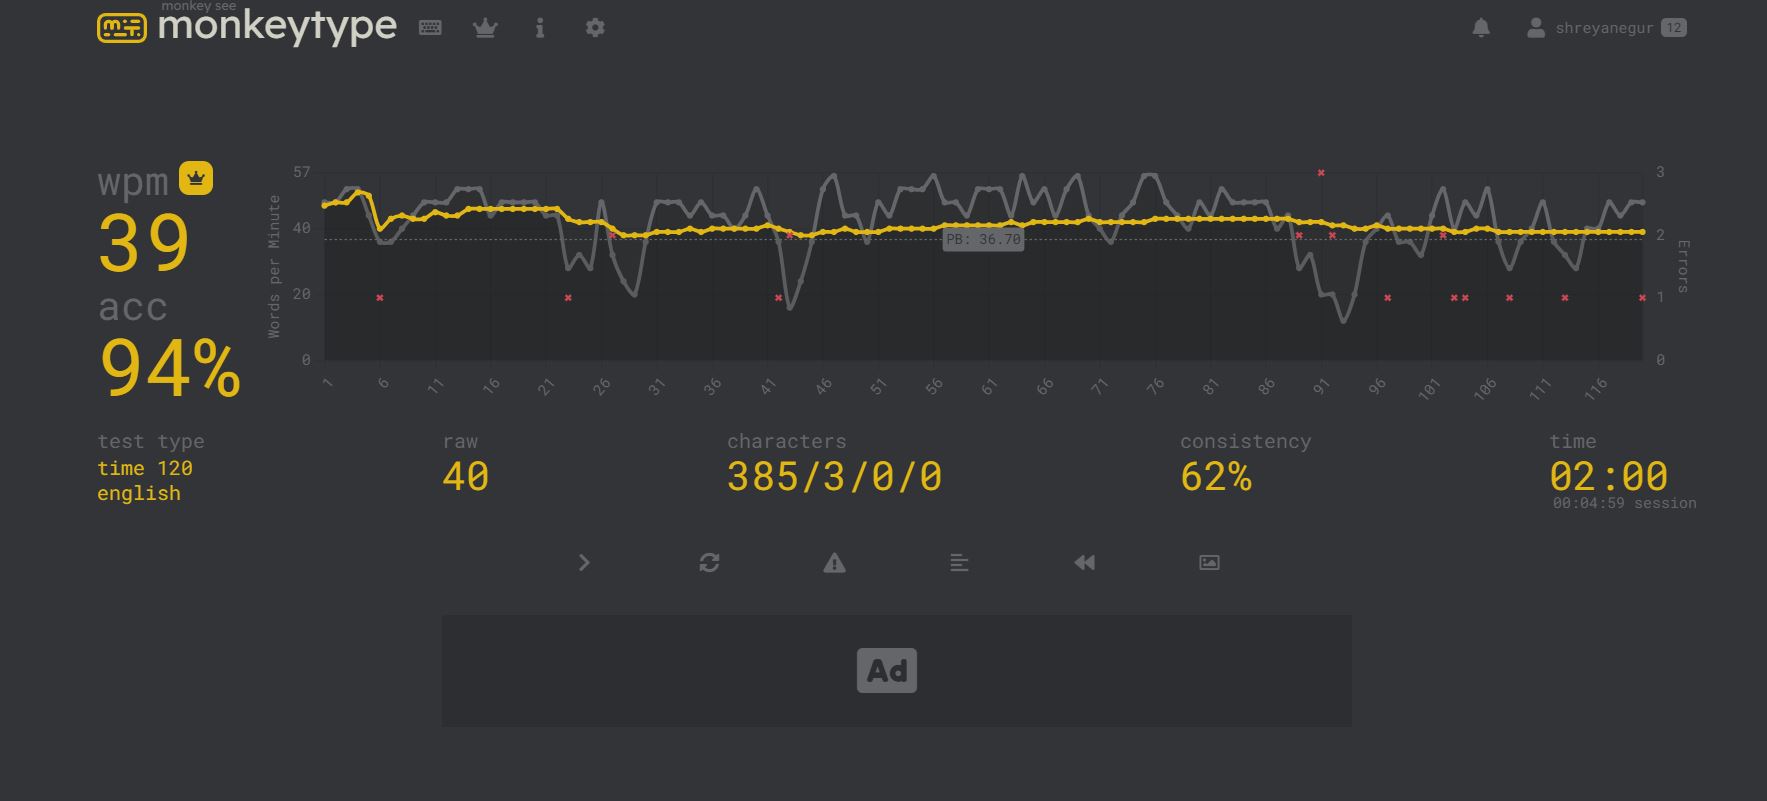 monkey see
monkeytype
shreyanegur 12
wpm
39
acc
94%
Words per Minute
57
40
20
0
PB: 36.70
3
2
1
0
Errors
1 6 11 16 21 26 31 36 41 46 51 56 61 66 71 76 81 86 91 96 101 106 111 116
test type
time 120
english
raw
40
characters
385/3/0/0
consistency
62%
time
02:00
00:04:59 session
Ad